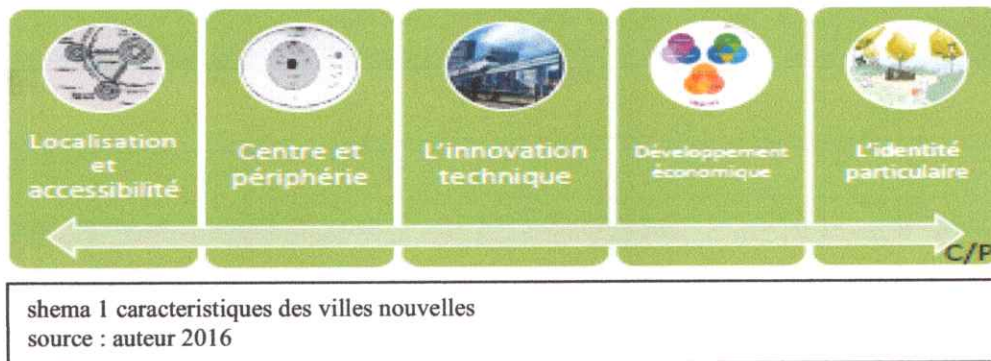 Localisation
et
accessibilité
Centre et
périphérie
L'innovation
technique
Développement
économique
L'identité
particulaire
C/P
shema 1 caracteristiques des villes nouvelles
source : auteur 2016